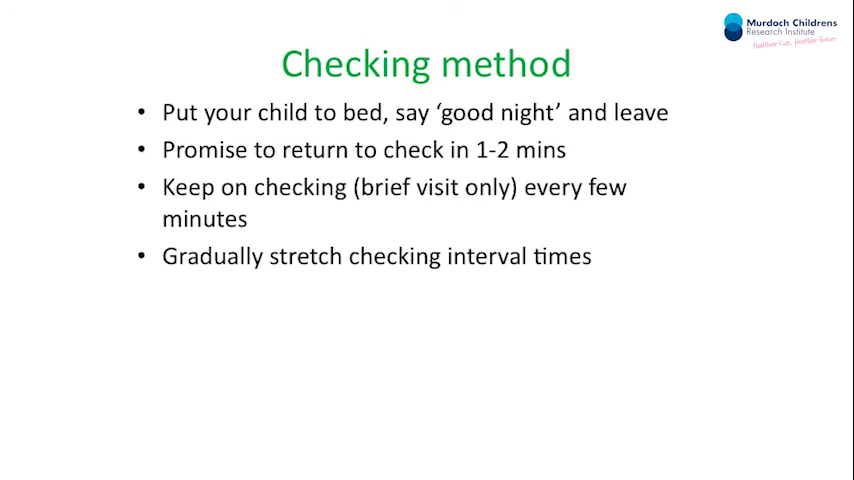 Murdoch Childrens
Research Institute
Healthier Kids. Healthier Future.
Checking method
• Put your child to bed, say ‘good night’ and leave
• Promise to return to check in 1-2 mins
• Keep on checking (brief visit only) every few
minutes
• Gradually stretch checking interval times